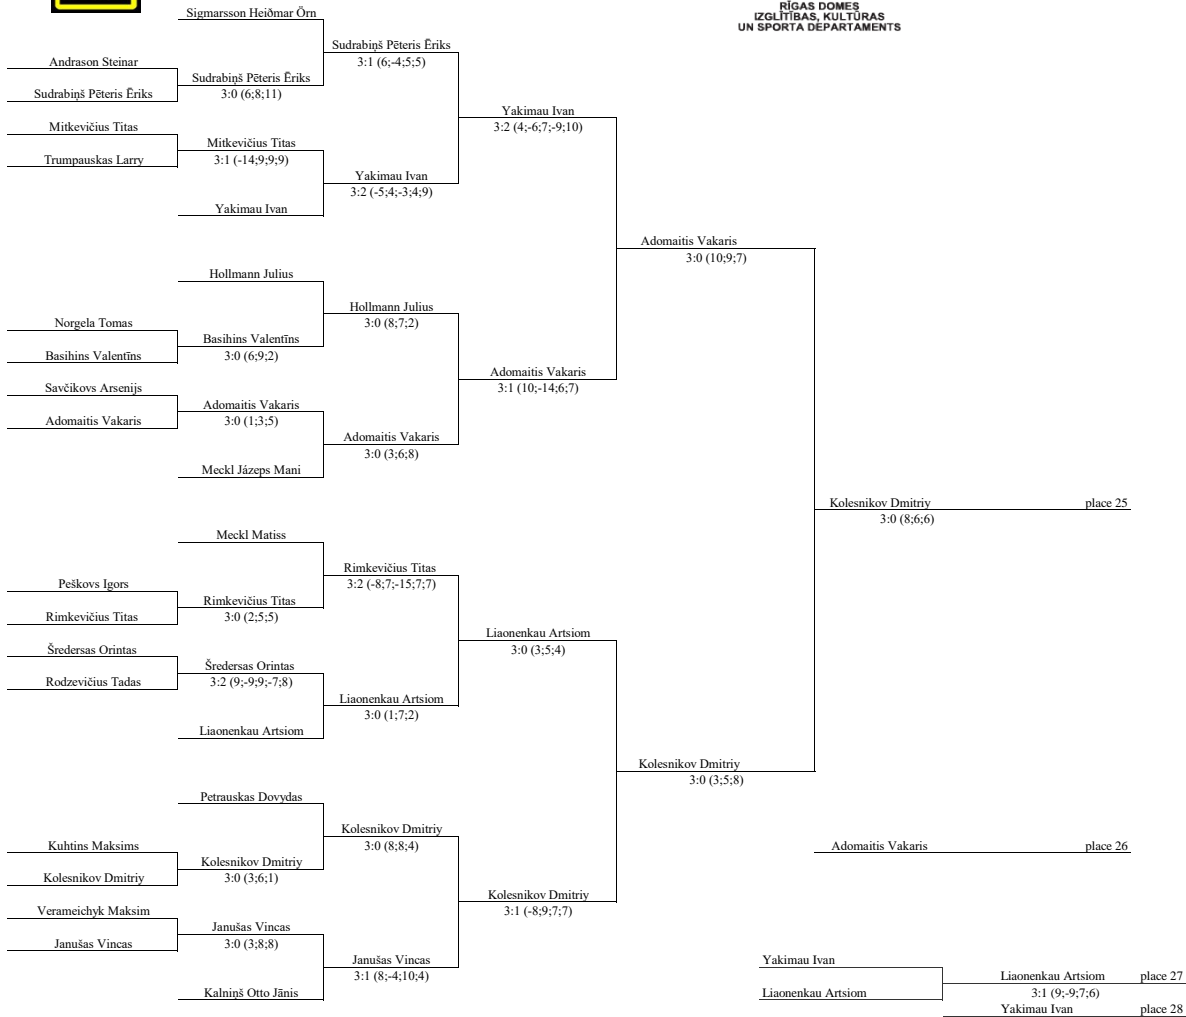 RĪGAS DOMES
IZGLĪTĪBAS, KULTŪRAS
UN SPORTA DEPARTAMENTS
Sigmarsson Heiðmar Örn
Sudrabiņš Pēteris Ēriks
3:1 (6;-4;5;5)
Andrason Steinar
Sudrabiņš Pēteris Ēriks
Sudrabiņš Pēteris Ēriks
3:0 (6;8;11)
Yakimau Ivan
3:2 (4;-6;7;-9;10)
Mitkevičius Titas
Mitkevičius Titas
3:1 (-14;9;9;9)
Trumpauskas Larry
Yakimau Ivan
3:2 (-5;4;-3;4;9)
Yakimau Ivan
Adomaitis Vakaris
3:0 (10;9;7)
Hollmann Julius
Hollmann Julius
3:0 (8;7;2)
Norgela Tomas
Basihins Valentīns
Basihins Valentīns
3:0 (6;9;2)
Adomaitis Vakaris
3:1 (10;-14;6;7)
Savčikovs Arsenijs
Adomaitis Vakaris
Adomaitis Vakaris
3:0 (1;3;5)
Adomaitis Vakaris
3:0 (3;6;8)
Meckl Jázeps Mani
Kolesnikov Dmitriy place 25
3:0 (8;6;6)
Meckl Matiss
Rimkevičius Titas
3:2 (-8;7;-15;7;7)
Peškovs Igors
Rimkevičius Titas
Rimkevičius Titas
3:0 (2;5;5)
Liaonenkau Artsiom
3:0 (3;5;4)
Šredersas Orintas
Šredersas Orintas
3:2 (9;-9;9;-7;8)
Rodzevičius Tadas
Liaonenkau Artsiom
3:0 (1;7;2)
Liaonenkau Artsiom
Kolesnikov Dmitriy
3:0 (3;5;8)
Petrauskas Dovydas
Kolesnikov Dmitriy
3:0 (8;8;4)
Kuhtins Maksims
Adomaitis Vakaris place 26
Kolesnikov Dmitriy
Kolesnikov Dmitriy
3:0 (3;6;1)
Kolesnikov Dmitriy
3:1 (-8;9;7;7)
Verameichyk Maksim
Janušas Vincas
Janušas Vincas
3:0 (3;8;8)
Janušas Vincas
3:1 (8;-4;10;4)
Kalniņš Otto Jānis
Yakimau Ivan
Liaonenkau Artsiom place 27
Liaonenkau Artsiom
3:1 (9;-9;7;6)
Yakimau Ivan place 28